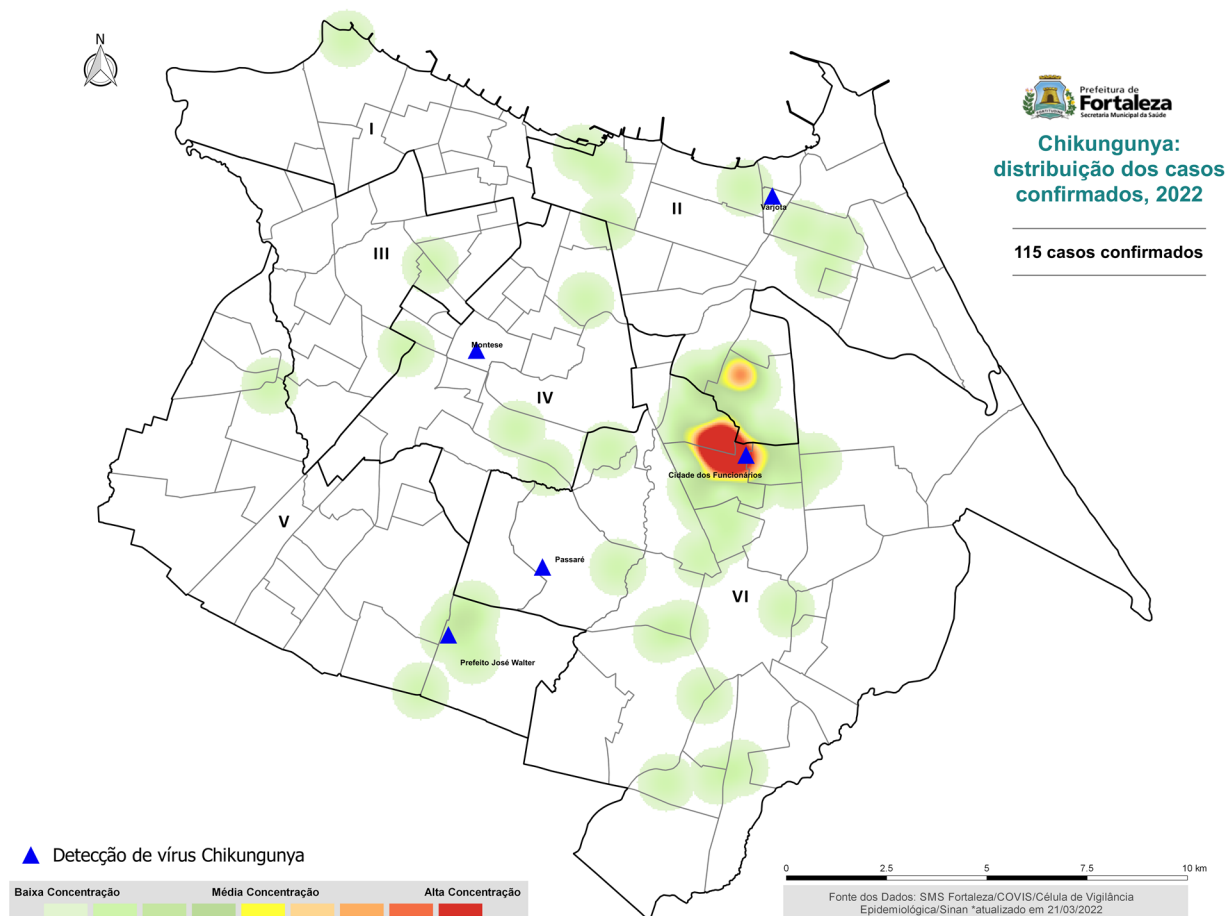 N
Prefeitura de
Fortaleza
Secretaria Municipal da Saúde
Chikungunya:
distribuição dos casos
confirmados, 2022
115 casos confirmados
I
II
Varjota
III
Montese
IV
Cidade dos Funcionários
V
Passaré
VI
Prefeito José Walter
Detecção de vírus Chikungunya
Baixa Concentração Média Concentração Alta Concentração
0 2.5 5 7.5 10 km
Fonte dos Dados: SMS Fortaleza/COVIS/Célula de Vigilância
Epidemiológica/Sinan *atualizado em 21/03/2022